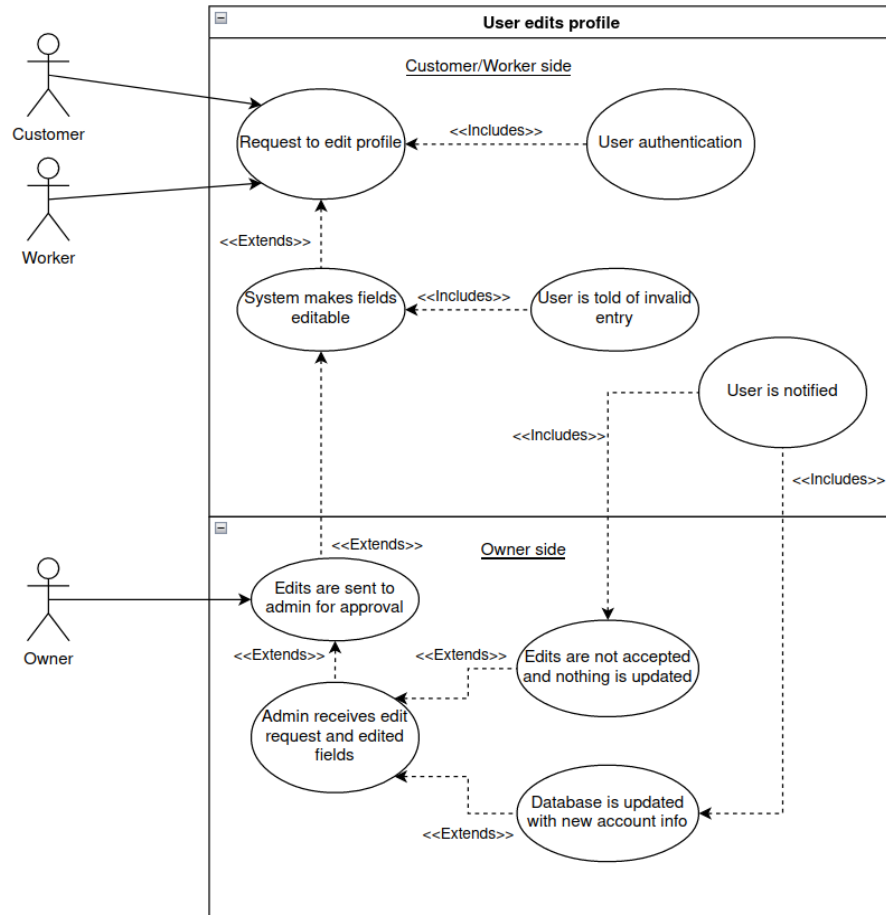 User edits profile
Customer/Worker side
Customer
Request to edit profile
<<Includes>>
User authentication
Worker
<<Extends>>
System makes fields
editable
<<Includes>>
User is told of invalid
entry
User is notified
<<Includes>>
<<Includes>>
Owner side
<<Extends>>
Owner
Edits are sent to
admin for approval
<<Extends>>
<<Extends>>
Edits are not accepted
and nothing is updated
Admin receives edit
request and edited
fields
Database is updated
with new account info
<<Extends>>